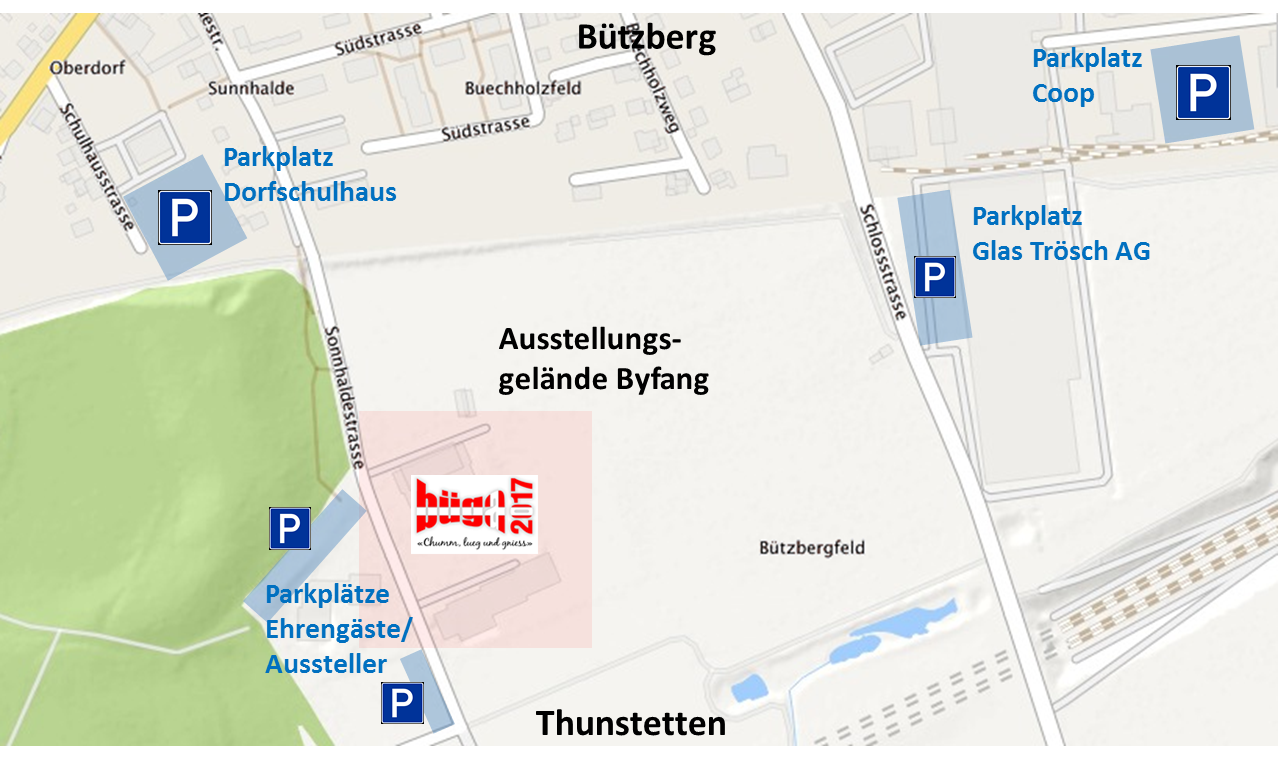 Bützberg
Südstrasse
Oberdorf
Sunnhalde
Buechholzfeld
Buechholzweg
Südstrasse
Schulhausstrasse
Parkplatz
Coop
P
Parkplatz
Dorfschulhaus
P
Schlossstrasse
Parkplatz
Glas Trösch AG
P
Sonnhaldestrasse
Ausstellungs-
gelände Byfang
büga
2017
«Chumm, lueg und gniess»
P
Bützbergfeld
Parkplätze
Ehrengäste/
Aussteller
P
Thunstetten